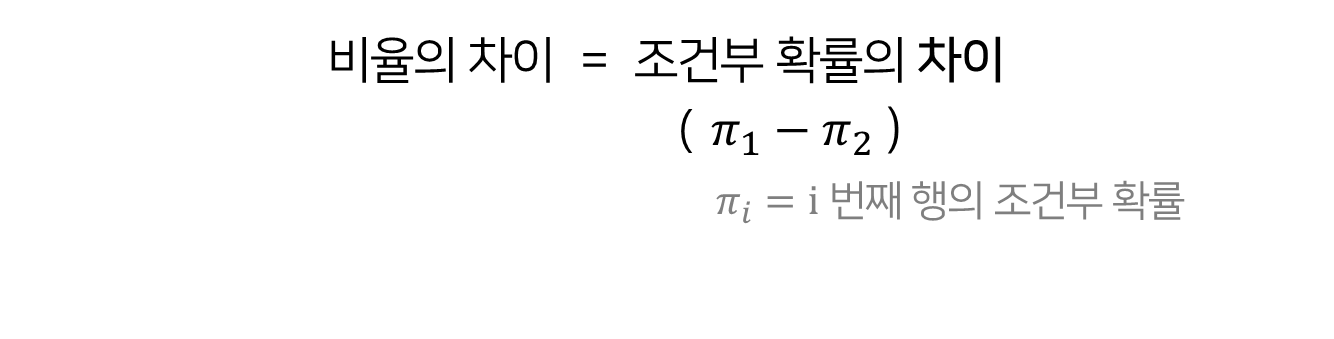 비율의 차이 = 조건부 확률의 차이
( 𝜋₁ − 𝜋₂ )
𝜋ᵢ = i 번째 행의 조건부 확률